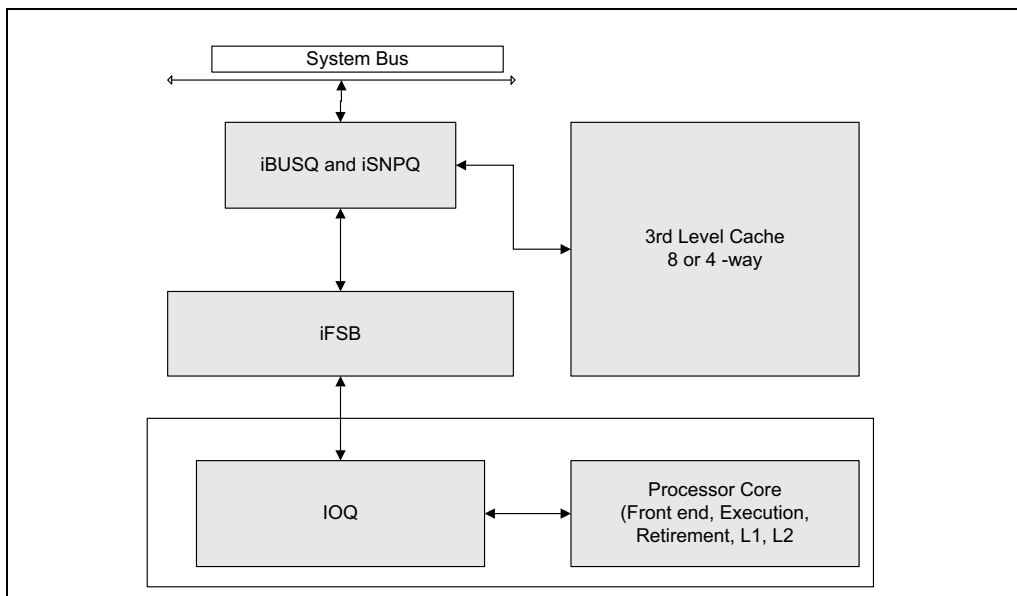 System Bus
iBUSQ and iSNPQ
3rd Level Cache
8 or 4 -way
iFSB
IOQ
Processor Core
(Front end, Execution,
Retirement, L1, L2